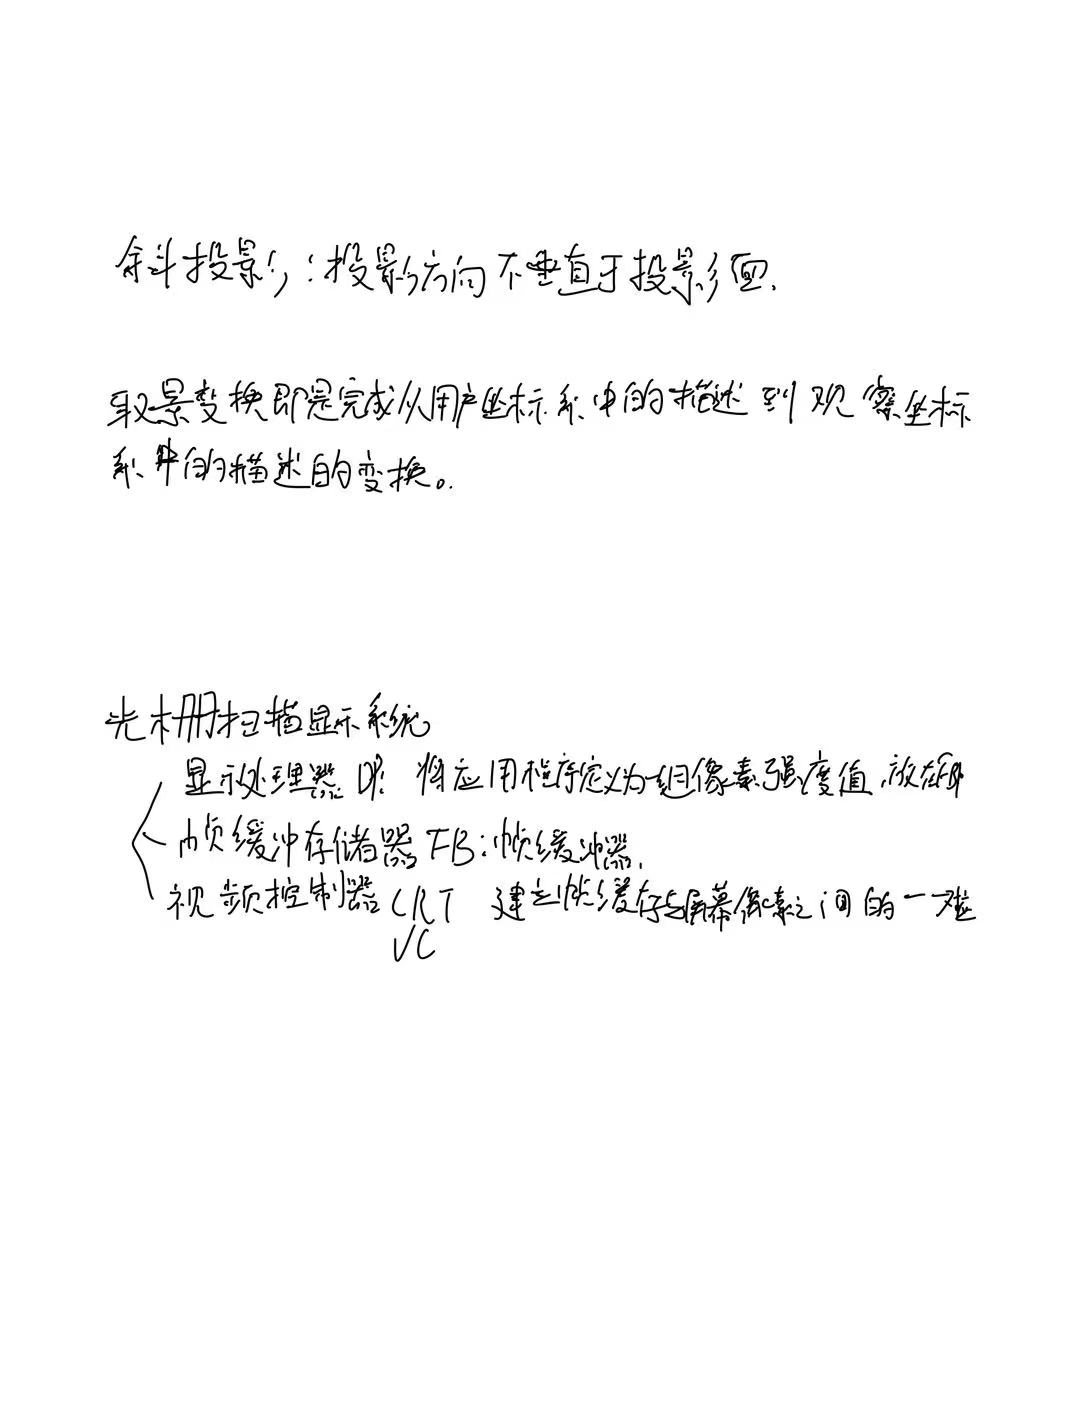 斜投影：投影方向不垂直于投影面.
取景变换即是完成从用户坐标系中的描述到观察坐标
系中的描述的变换。
光栅扫描显示系统
显示处理器 DP：将应用程序定义为一组像素强度值.放在
帧缓冲存储器 FB：帧缓冲器.
视频控制器 CRT 建立帧缓存与屏幕像素之间的一一对应
VC